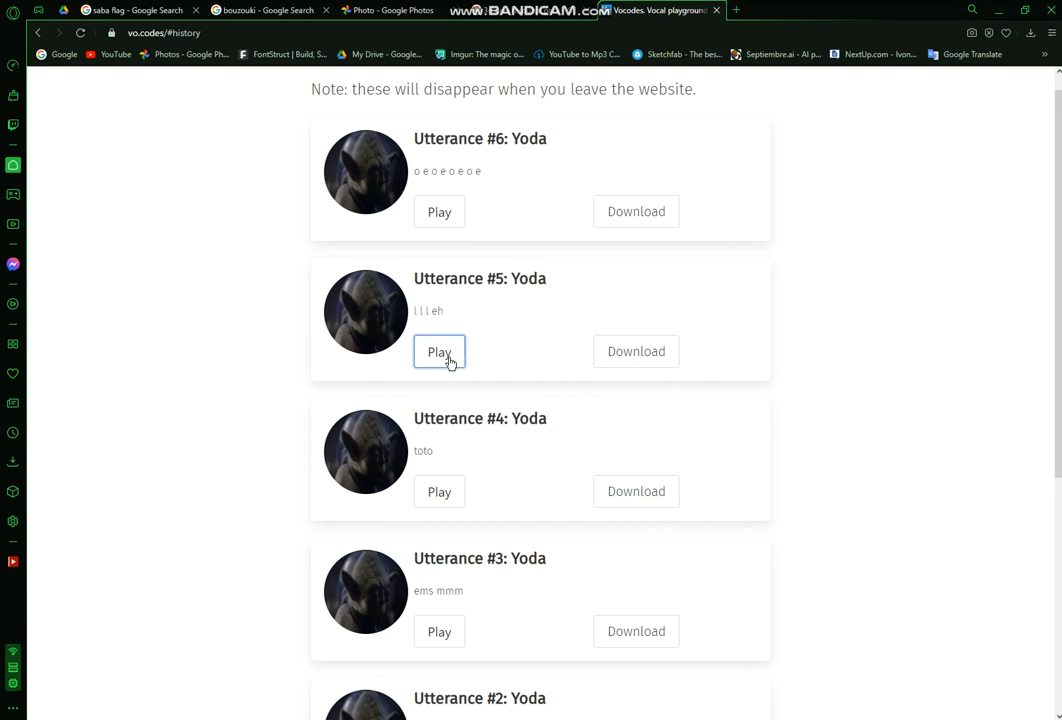 saba flag - Google Search
bouzouki - Google Search
Photo - Google Photos
www.BANDICAM.com
Vocodes. Vocal playground
vo.codes/#history
Google
YouTube
Photos - Google Ph...
FontStruct | Build, S...
My Drive - Google...
Imgur: The magic o...
YouTube to Mp3 C...
Sketchfab - The bes...
Septiembre.ai - AI p...
NextUp.com - Ivon...
Google Translate
Note: these will disappear when you leave the website.
Utterance #6: Yoda
o e o e o e o e
Play
Download
Utterance #5: Yoda
l l l eh
Play
Download
Utterance #4: Yoda
toto
Play
Download
Utterance #3: Yoda
ems mmm
Play
Download
Utterance #2: Yoda